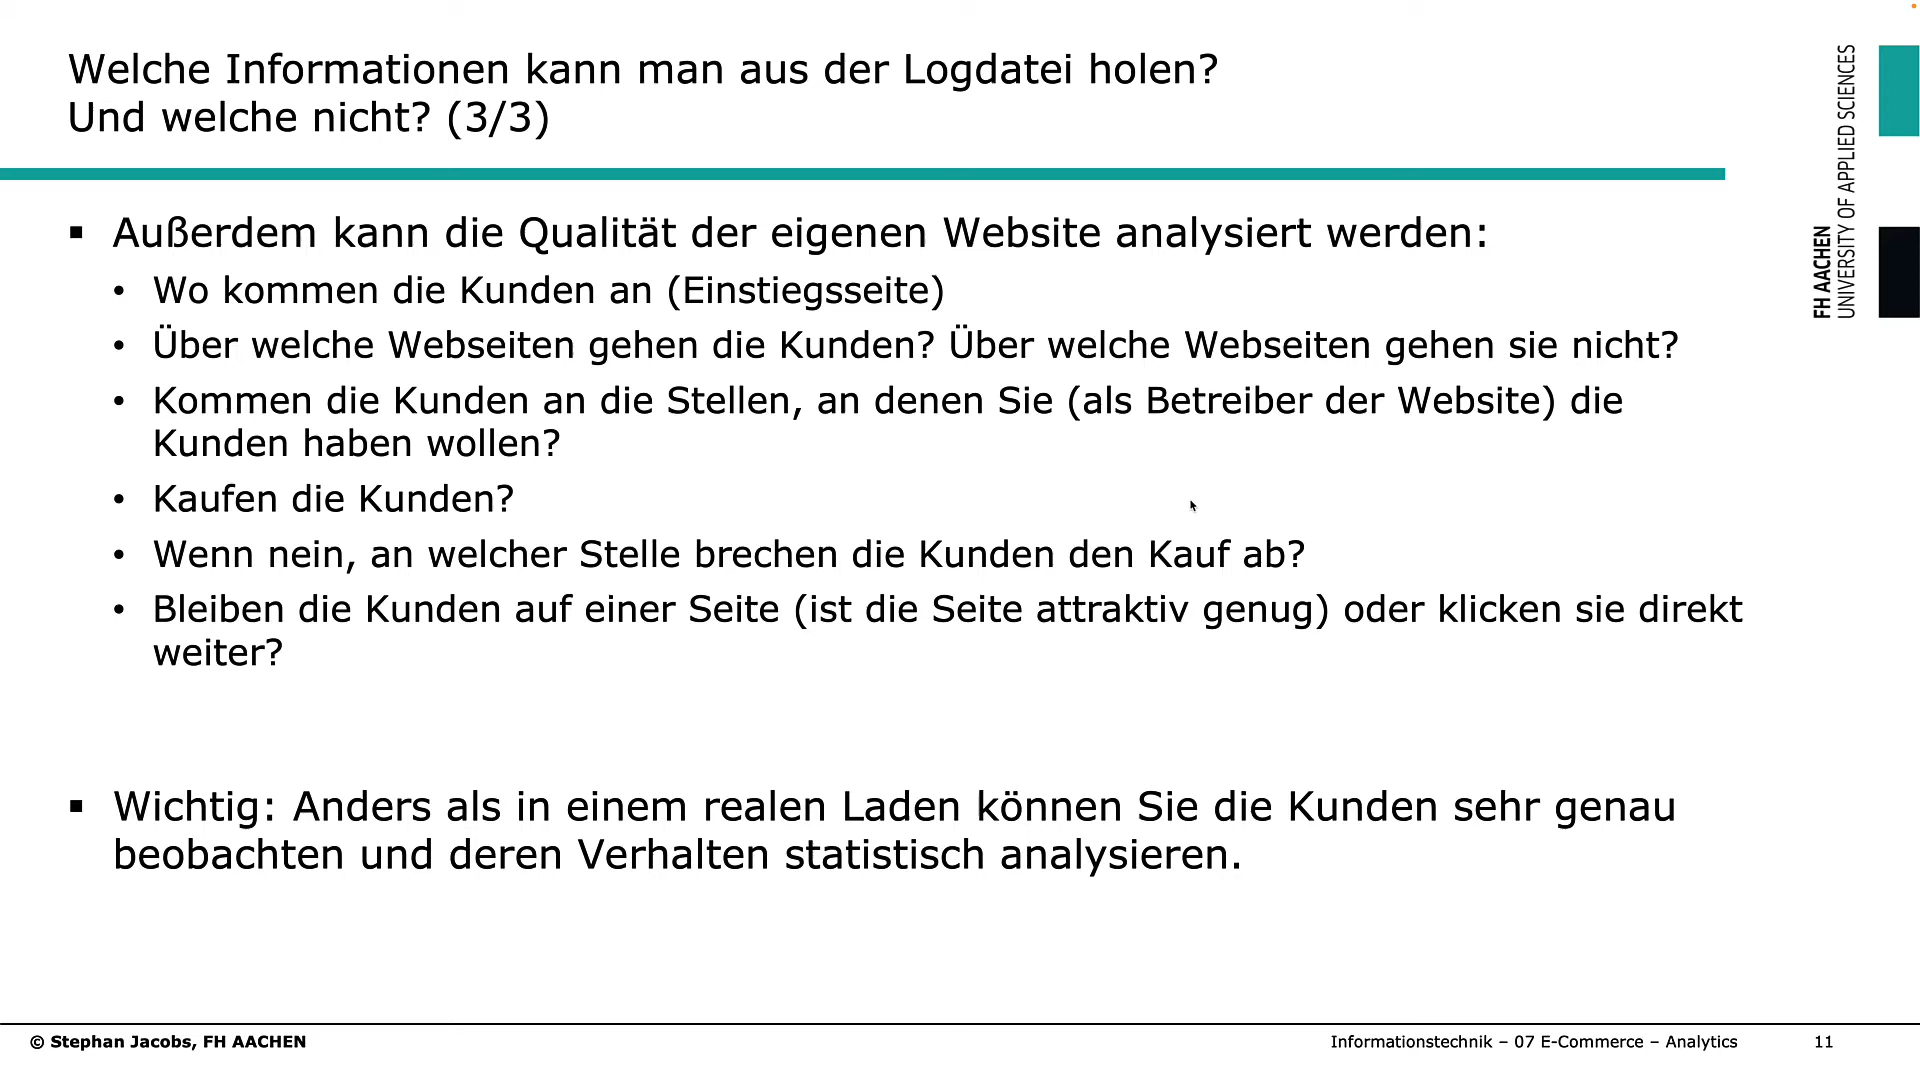 Welche Informationen kann man aus der Logdatei holen?
Und welche nicht? (3/3)
FH AACHEN
UNIVERSITY OF APPLIED SCIENCES
▪ Außerdem kann die Qualität der eigenen Website analysiert werden:
• Wo kommen die Kunden an (Einstiegsseite)
• Über welche Webseiten gehen die Kunden? Über welche Webseiten gehen sie nicht?
• Kommen die Kunden an die Stellen, an denen Sie (als Betreiber der Website) die
Kunden haben wollen?
• Kaufen die Kunden?
• Wenn nein, an welcher Stelle brechen die Kunden den Kauf ab?
• Bleiben die Kunden auf einer Seite (ist die Seite attraktiv genug) oder klicken sie direkt
weiter?
▪ Wichtig: Anders als in einem realen Laden können Sie die Kunden sehr genau
beobachten und deren Verhalten statistisch analysieren.
© Stephan Jacobs, FH AACHEN
Informationstechnik – 07 E-Commerce – Analytics
11